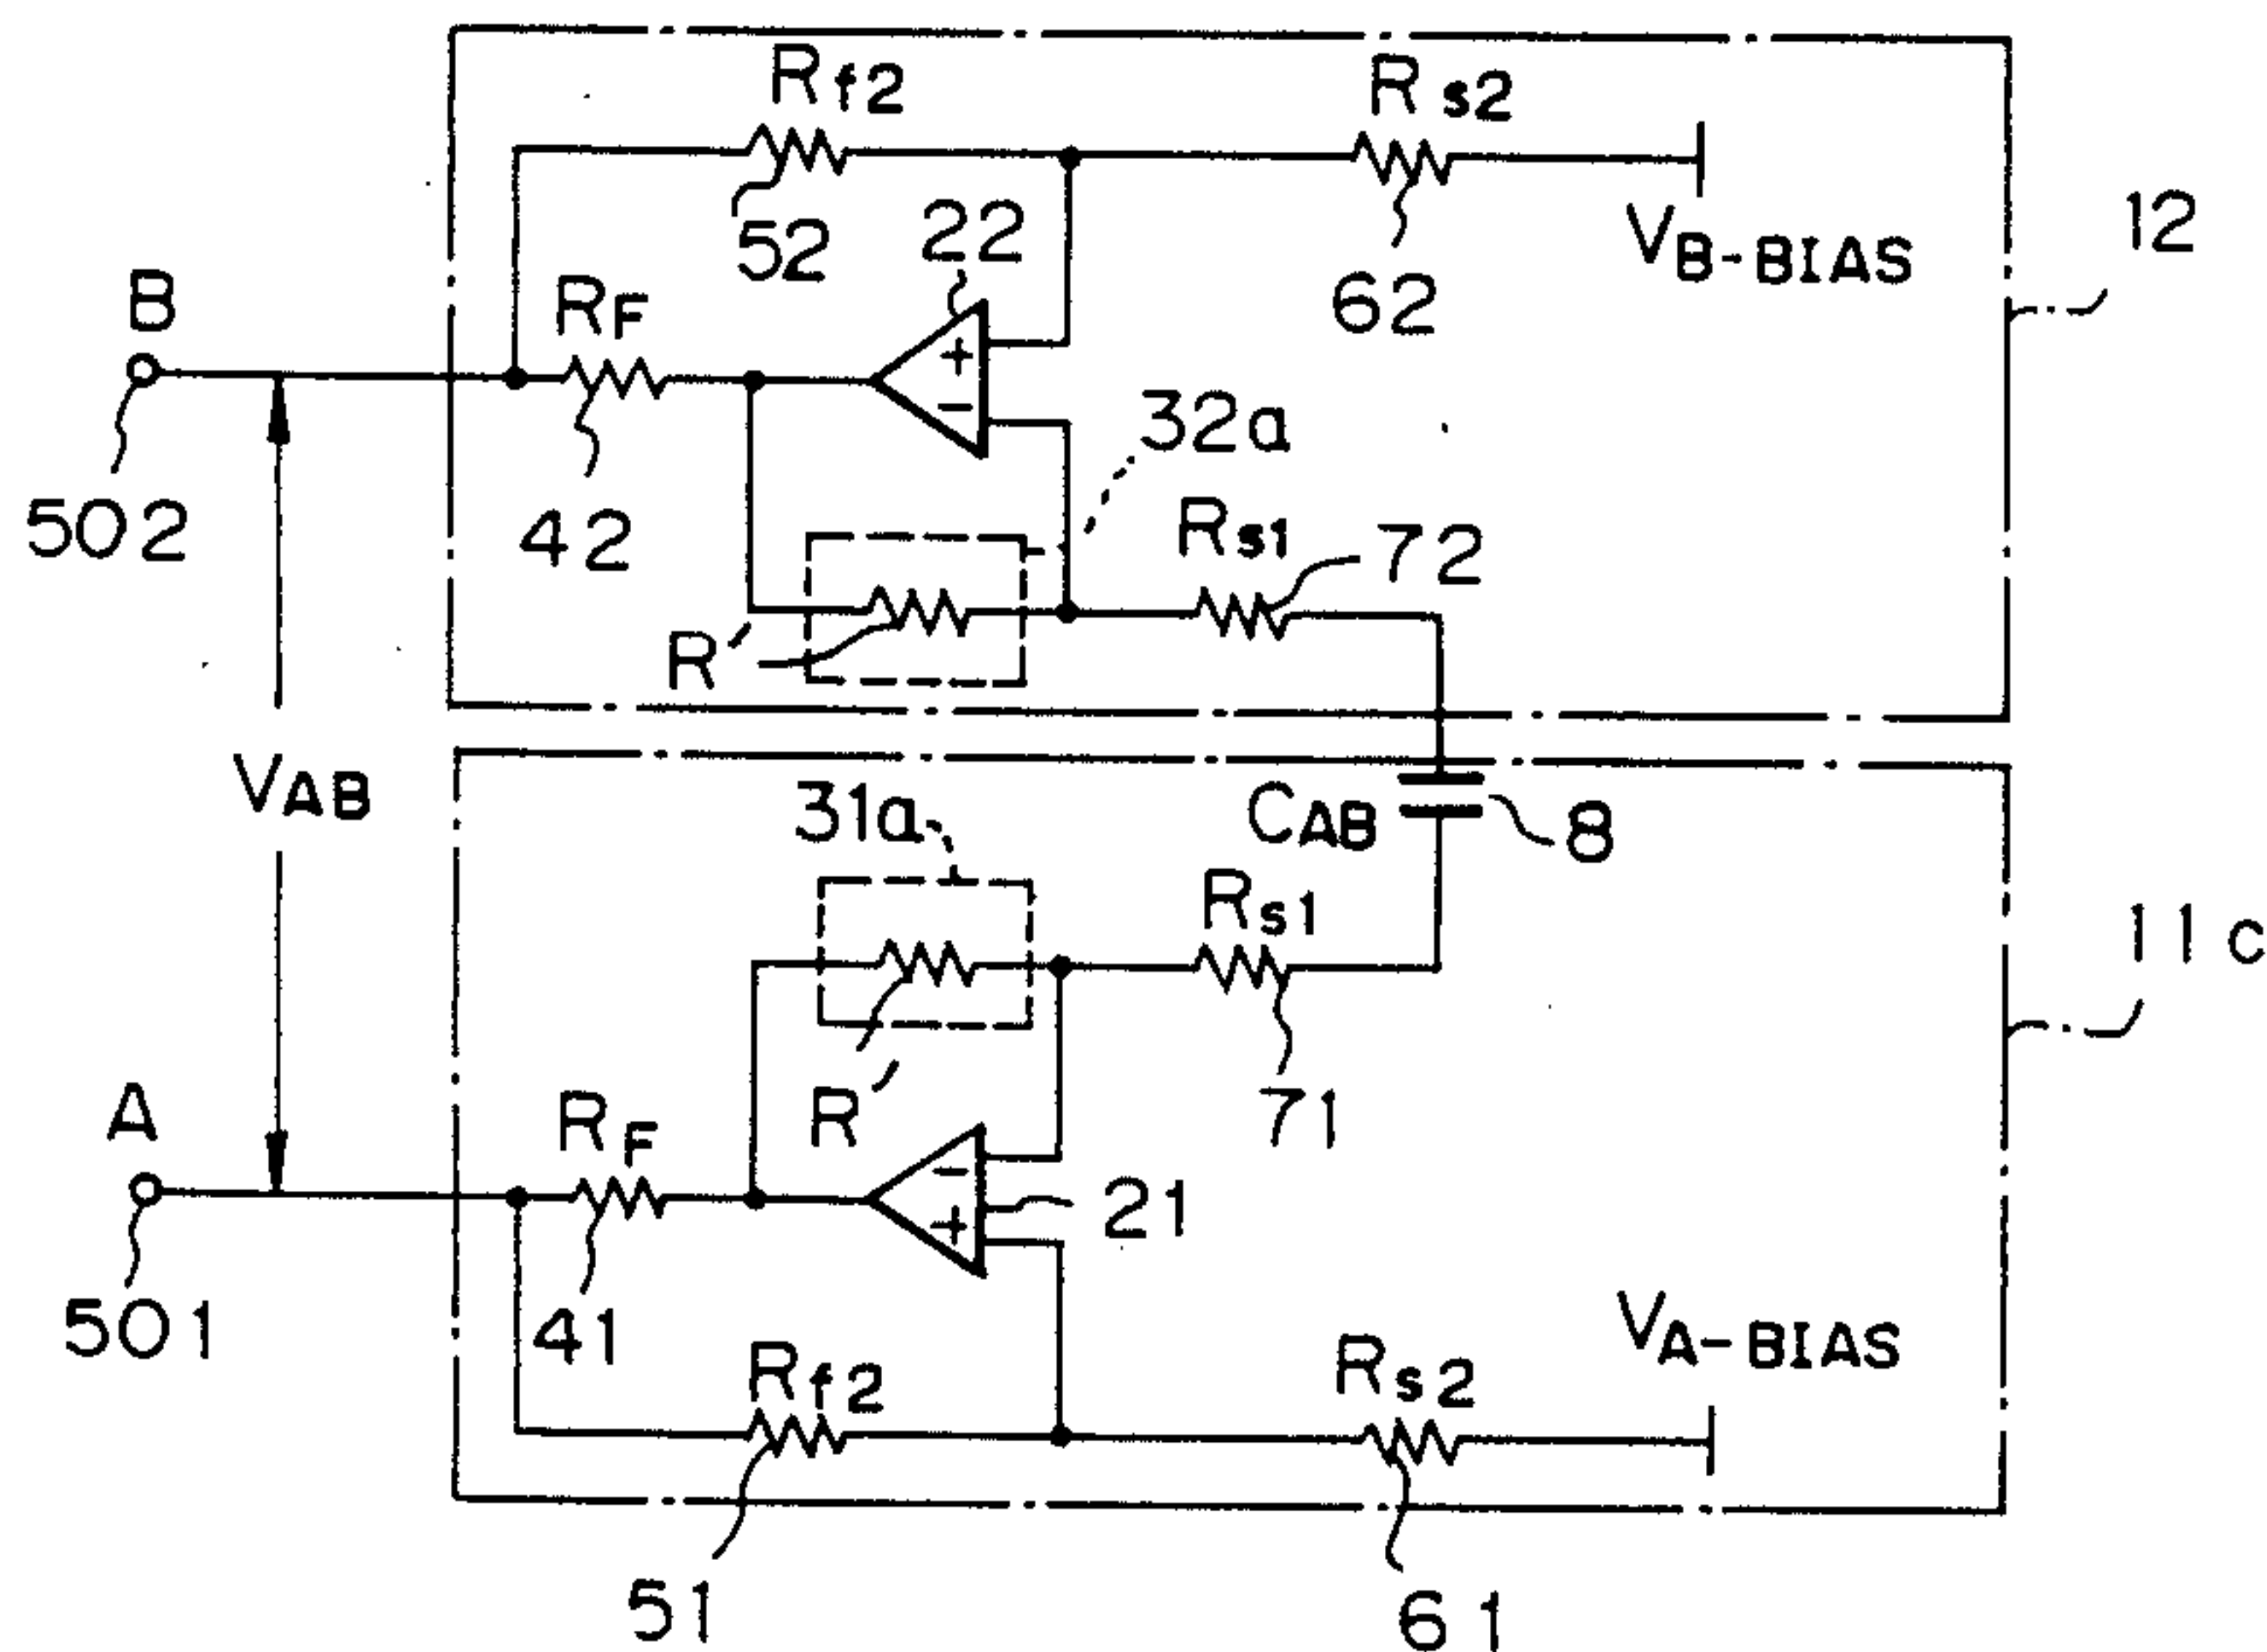 Rf2
Rs2
52
22
62
VB-BIAS
12
B
RF
502
42
32a
Rs1
72
R'
+
−
VAB
CAB
8
31a
Rs1
11c
R'
71
A
RF
−
+
21
501
41
Rf2
Rs2
VA-BIAS
51
61